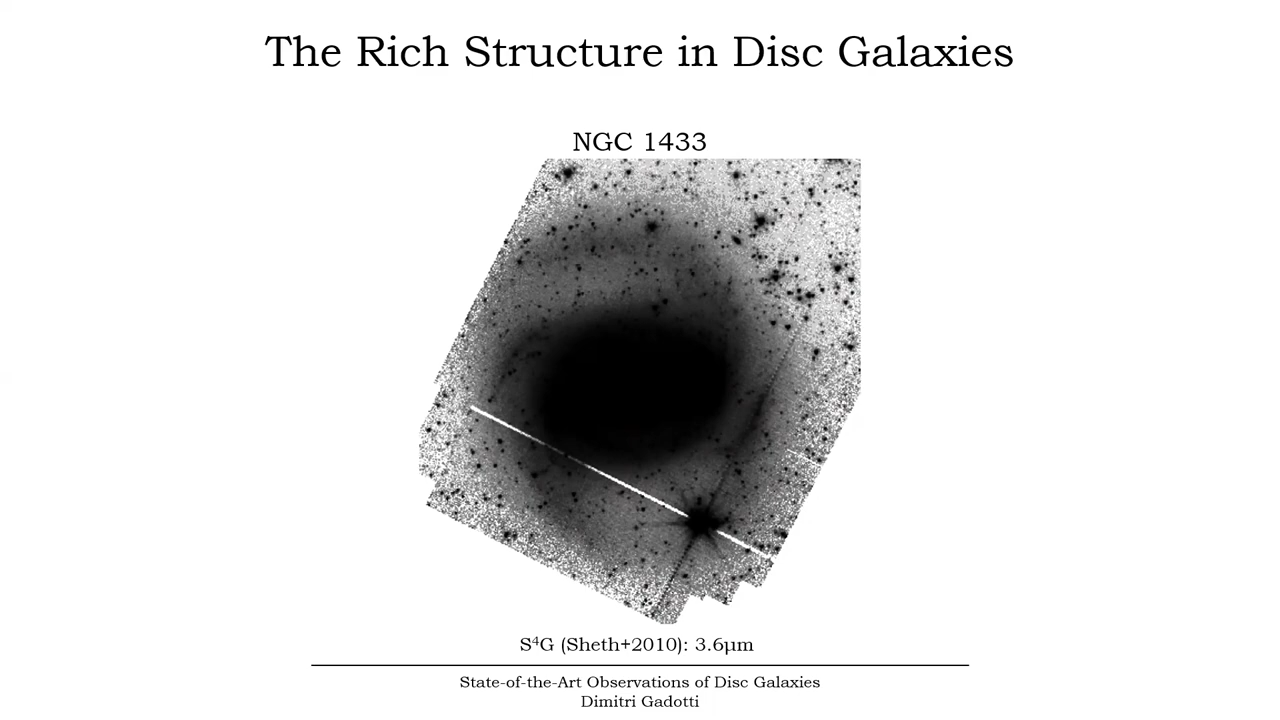 The Rich Structure in Disc Galaxies
NGC 1433
S⁴G (Sheth+2010): 3.6μm
State-of-the-Art Observations of Disc Galaxies
Dimitri Gadotti